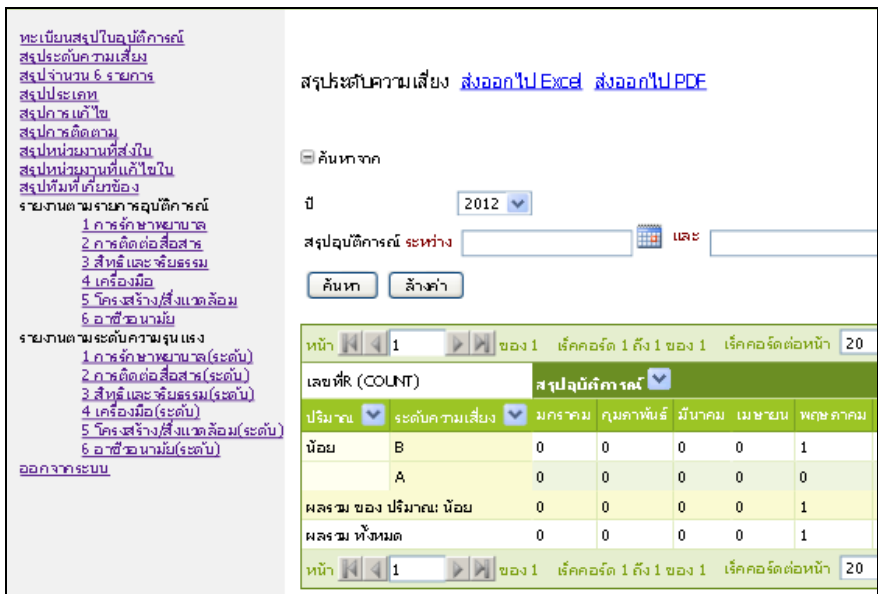 ทะเบียนสรุปใบอุบัติการณ์
สรุประดับความเสี่ยง
สรุปจำนวน 6 รายการ
สรุปประเภท
สรุปการแก้ไข
สรุปการติดตาม
สรุปหน่วยงานที่ส่งใบ
สรุปหน่วยงานที่แก้ไขใบ
สรุปทีมที่เกี่ยวข้อง
รายงานตามรายการอุบัติการณ์
1 การรักษาพยาบาล
2 การติดต่อสื่อสาร
3 สิทธิและจริยธรรม
4 เครื่องมือ
5 โครงสร้าง/สิ่งแวดล้อม
6 อาชีวอนามัย
รายงานตามระดับความรุนแรง
1 การรักษาพยาบาล(ระดับ)
2 การติดต่อสื่อสาร(ระดับ)
3 สิทธิและจริยธรรม(ระดับ)
4 เครื่องมือ(ระดับ)
5 โครงสร้าง/สิ่งแวดล้อม(ระดับ)
6 อาชีวอนามัย(ระดับ)
ออกจากระบบ
สรุประดับความเสี่ยง ส่งออกไป Excel ส่งออกไป PDF
ค้นหาจาก
ปี 2012
สรุปอุบัติการณ์ ระหว่าง และ
ค้นหา ล้างค่า
หน้า 1 ของ 1 เร็คคอร์ด 1 ถึง 1 ของ 1 เร็คคอร์ดต่อหน้า 20
เลขที่R (COUNT) สรุปอุบัติการณ์
ปริมาณ ระดับความเสี่ยง มกราคม กุมภาพันธ์ มีนาคม เมษายน พฤษภาคม
น้อย B 0 0 0 0 1
A 0 0 0 0 0
ผลรวม ของ ปริมาณ: น้อย 0 0 0 0 1
ผลรวม ทั้งหมด 0 0 0 0 1
หน้า 1 ของ 1 เร็คคอร์ด 1 ถึง 1 ของ 1 เร็คคอร์ดต่อหน้า 20